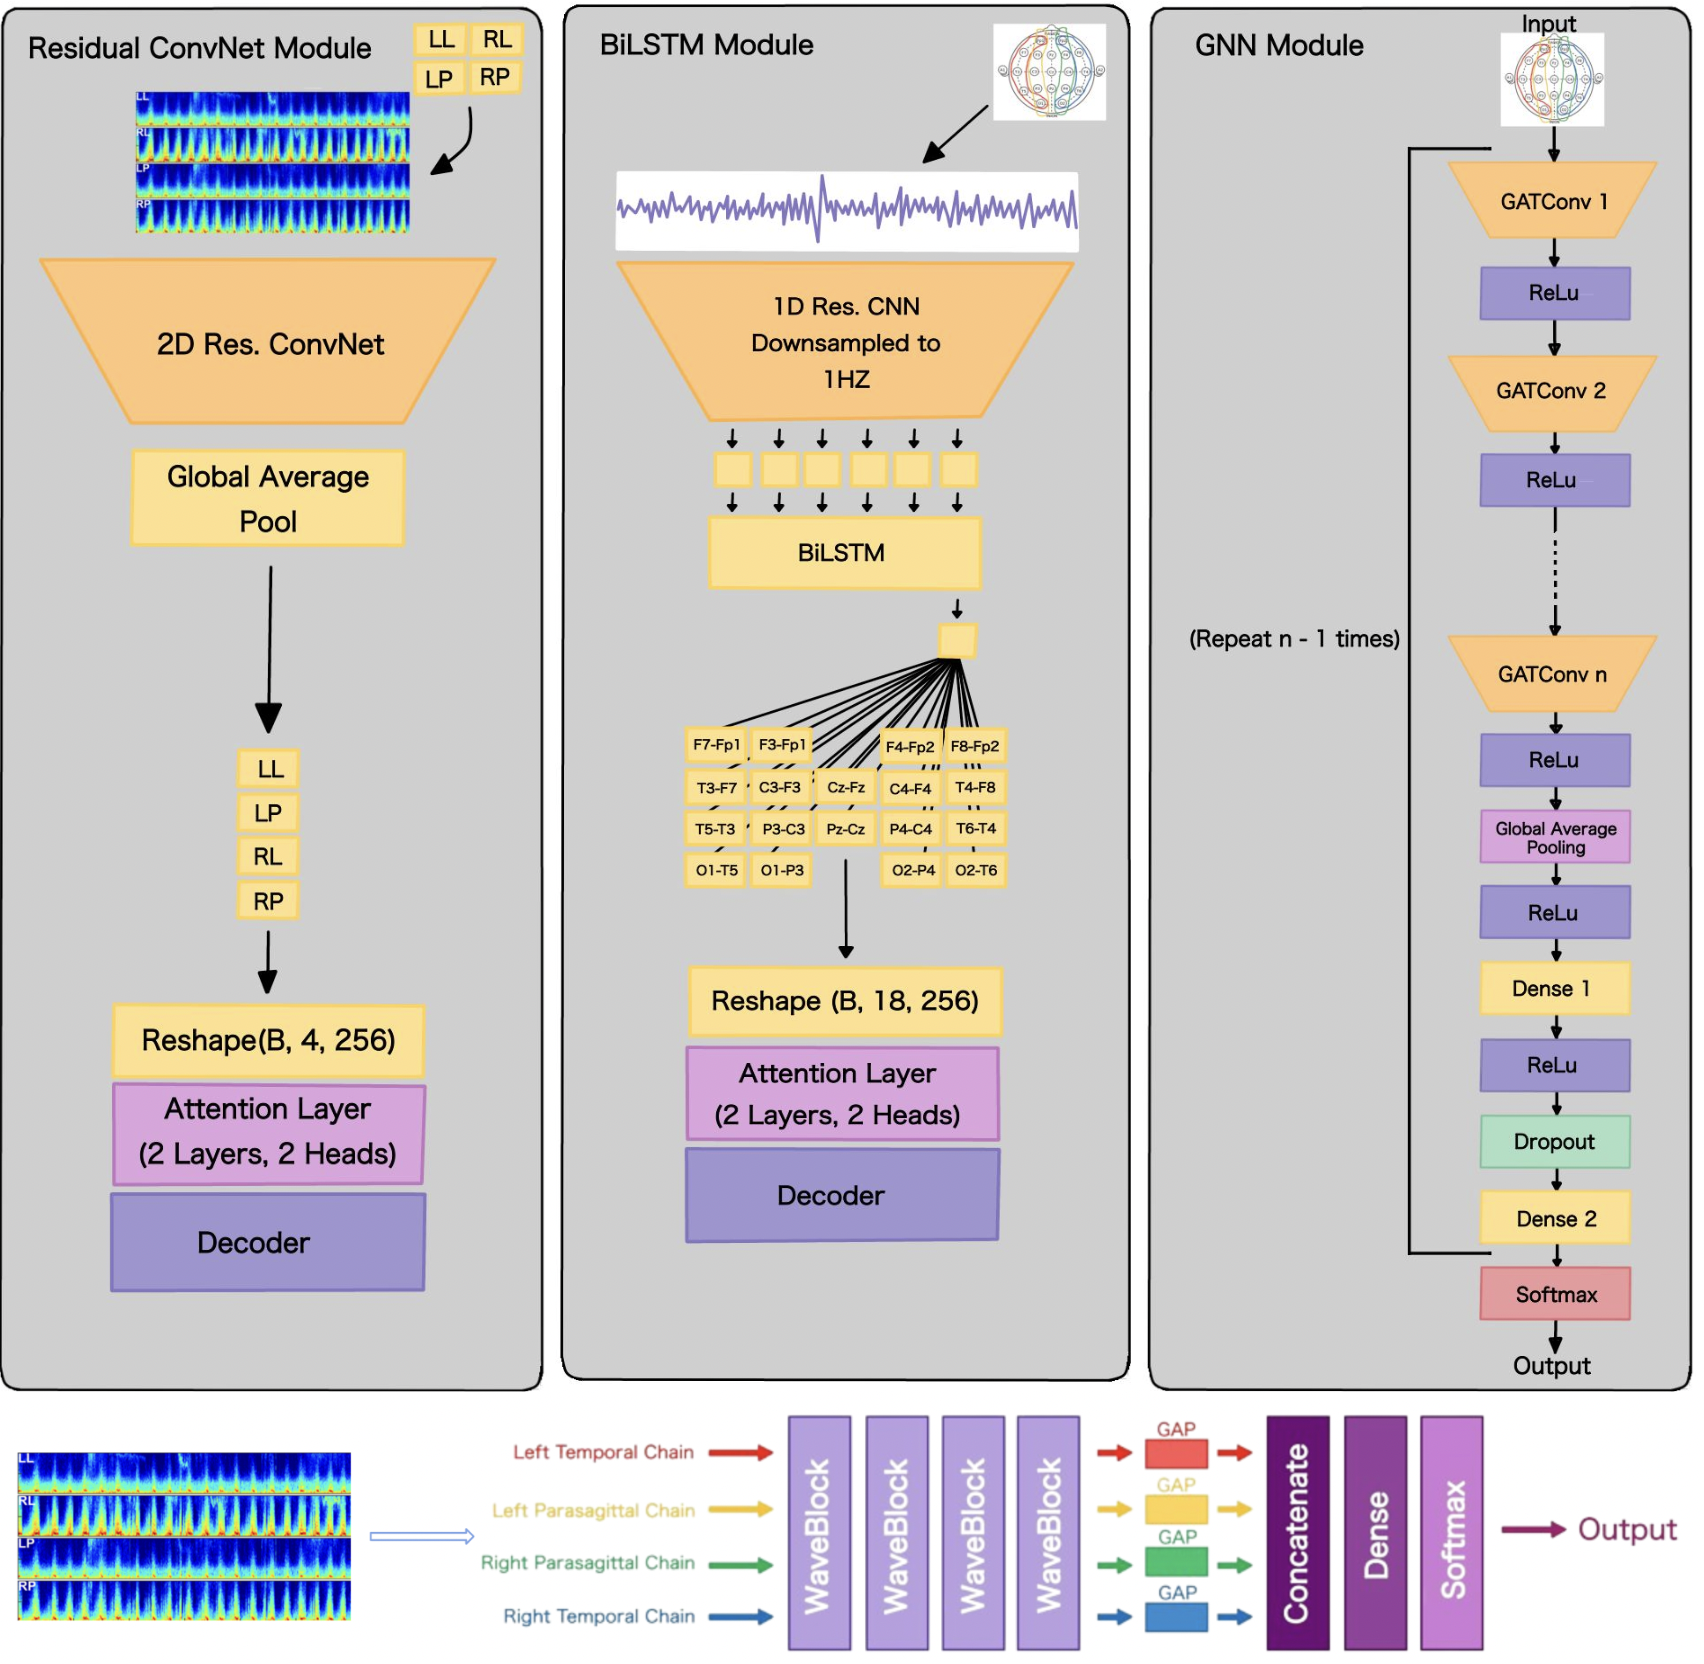 Residual ConvNet Module
LL
RL
LP
RP
LL
RL
LP
RP
2D Res. ConvNet
Global Average
Pool
LL
LP
RL
RP
Reshape(B, 4, 256)
Attention Layer
(2 Layers, 2 Heads)
Decoder
BiLSTM Module
1D Res. CNN
Downsampled to
1HZ
BiLSTM
F7-Fp1
F3-Fp1
F4-Fp2
F8-Fp2
T3-F7
C3-F3
Cz-Fz
C4-F4
T4-F8
T5-T3
P3-C3
Pz-Cz
P4-C4
T6-T4
O1-T5
O1-P3
O2-P4
O2-T6
Reshape (B, 18, 256)
Attention Layer
(2 Layers, 2 Heads)
Decoder
GNN Module
Input
GATConv 1
ReLu
GATConv 2
ReLu
(Repeat n - 1 times)
GATConv n
ReLu
Global Average
Pooling
ReLu
Dense 1
ReLu
Dropout
Dense 2
Softmax
Output
LL
RL
LP
RP
Left Temporal Chain
Left Parasagittal Chain
Right Parasagittal Chain
Right Temporal Chain
WaveBlock
WaveBlock
WaveBlock
WaveBlock
GAP
GAP
GAP
GAP
Concatenate
Dense
Softmax
Output